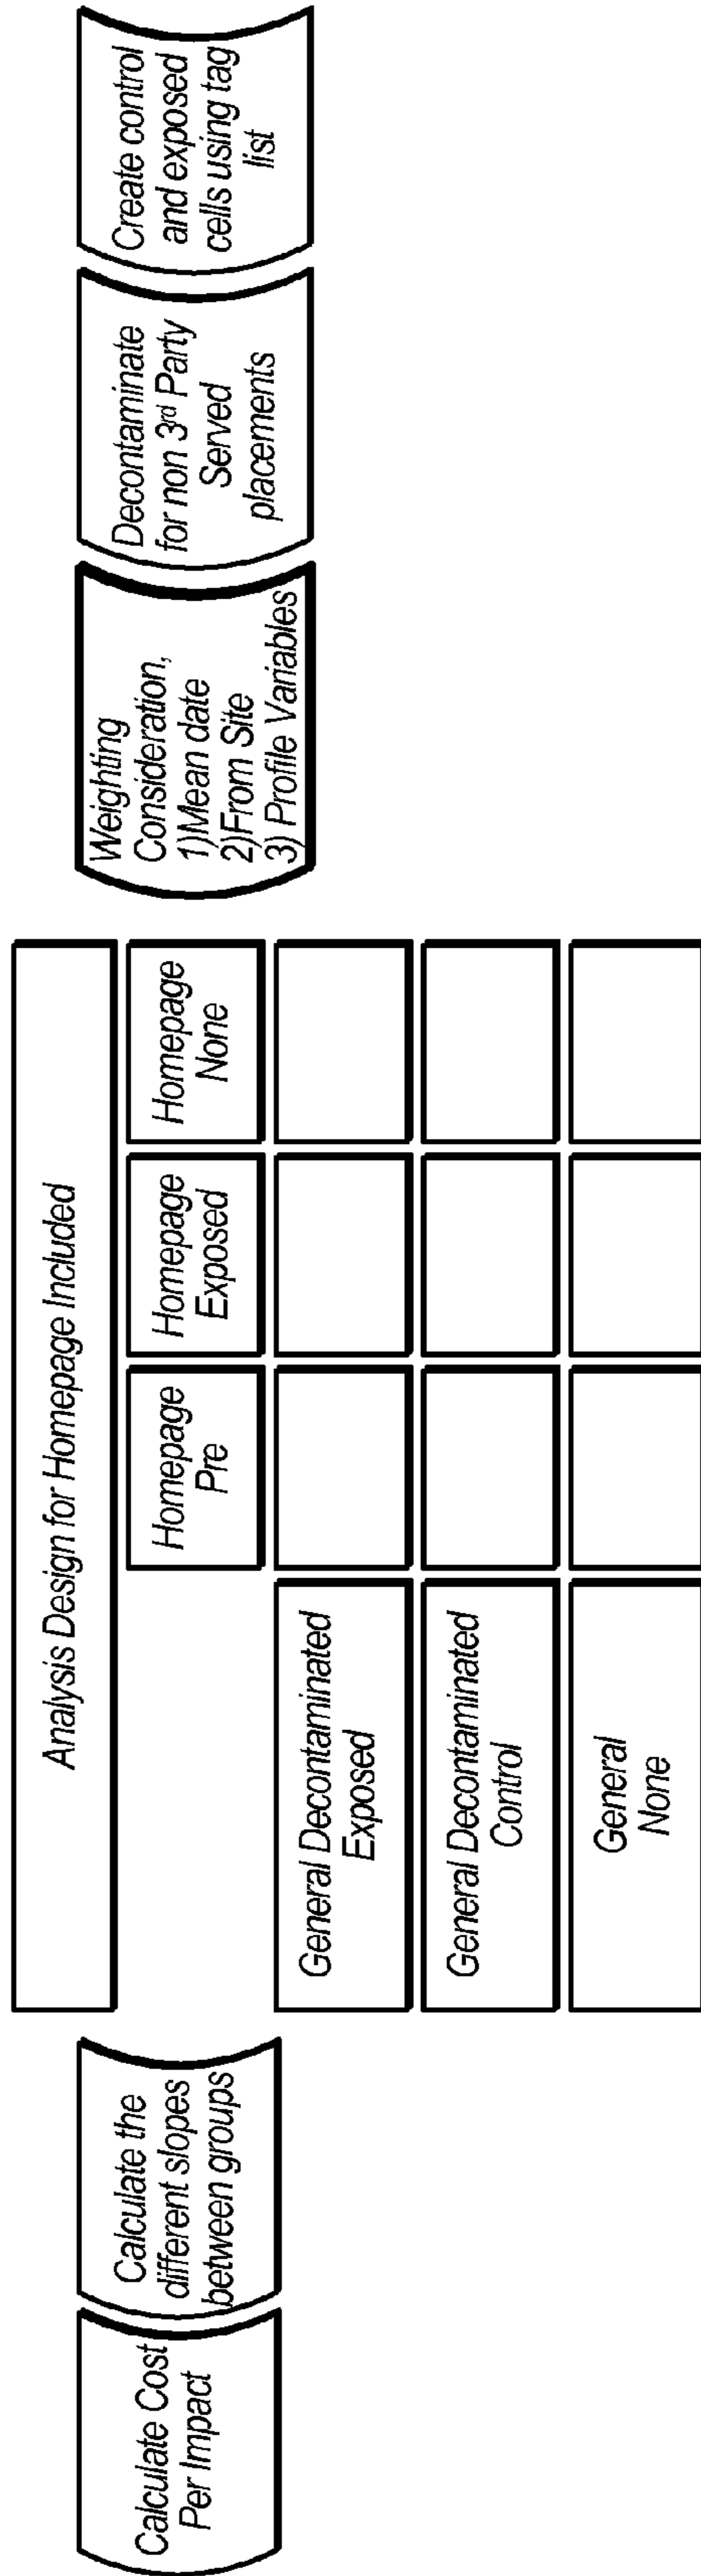 Calculate Cost
Per Impact
Calculate the
different slopes
between groups
Analysis Design for Homepage Included
Homepage
Pre
Homepage
Exposed
Homepage
None
General Decontaminated
Exposed
General Decontaminated
Control
General
None
Weighting
Consideration,
1)Mean date
2)From Site
3) Profile Variables
Decontaminate
for non 3rd Party
Served
placements
Create control
and exposed
cells using tag
list